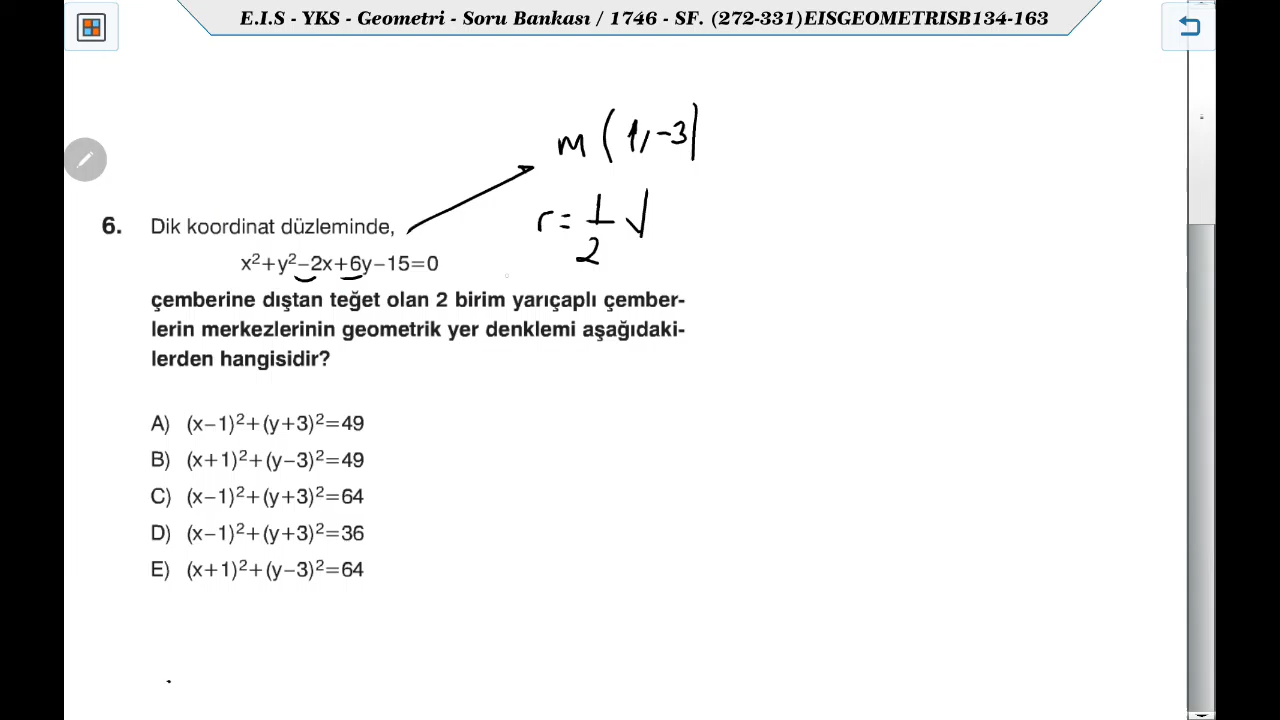 E.I.S - YKS - Geometri - Soru Bankası / 1746 - SF. (272-331)EISGEOMETRISB134-163
m (1,-3)
r = 1/2 √
6. Dik koordinat düzleminde,
x²+y²−2x+6y−15=0
çemberine dıştan teğet olan 2 birim yarıçaplı çember-
lerin merkezlerinin geometrik yer denklemi aşağıdaki-
lerden hangisidir?
A) (x−1)²+(y+3)²=49
B) (x+1)²+(y−3)²=49
C) (x−1)²+(y+3)²=64
D) (x−1)²+(y+3)²=36
E) (x+1)²+(y−3)²=64